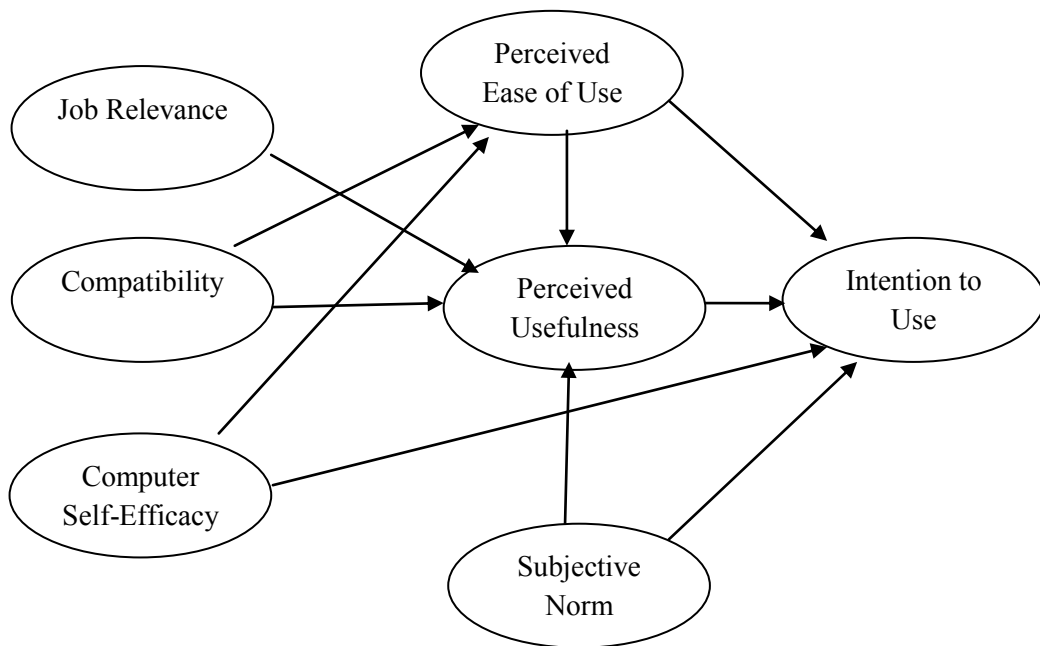 Perceived
Ease of Use
Job Relevance
Compatibility
Perceived
Usefulness
Intention to
Use
Computer
Self-Efficacy
Subjective
Norm